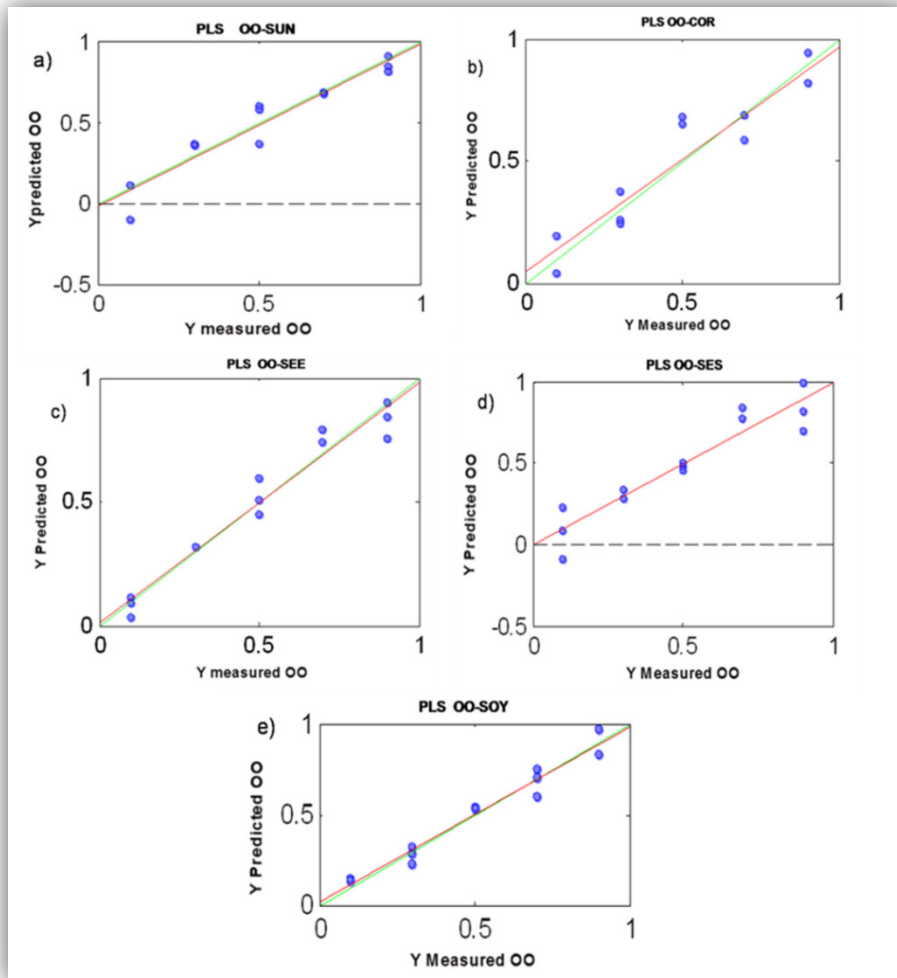 PLS OO-SUN
a)
1
0.5
0
-0.5
0
0.5
1
Ypredicted OO
Y measured OO
PLS OO-COR
b)
1
0.5
0
0
0.5
1
Y Predicted OO
Y Measured OO
PLS OO-SEE
c)
1
0.5
0
0
0.5
1
Y Predicted OO
Y measured OO
PLS OO-SES
d)
1
0.5
0
-0.5
0
0.5
1
Y Predicted OO
Y Measured OO
PLS OO-SOY
e)
1
0.5
0
0
0.5
1
Y Predicted OO
Y Measured OO